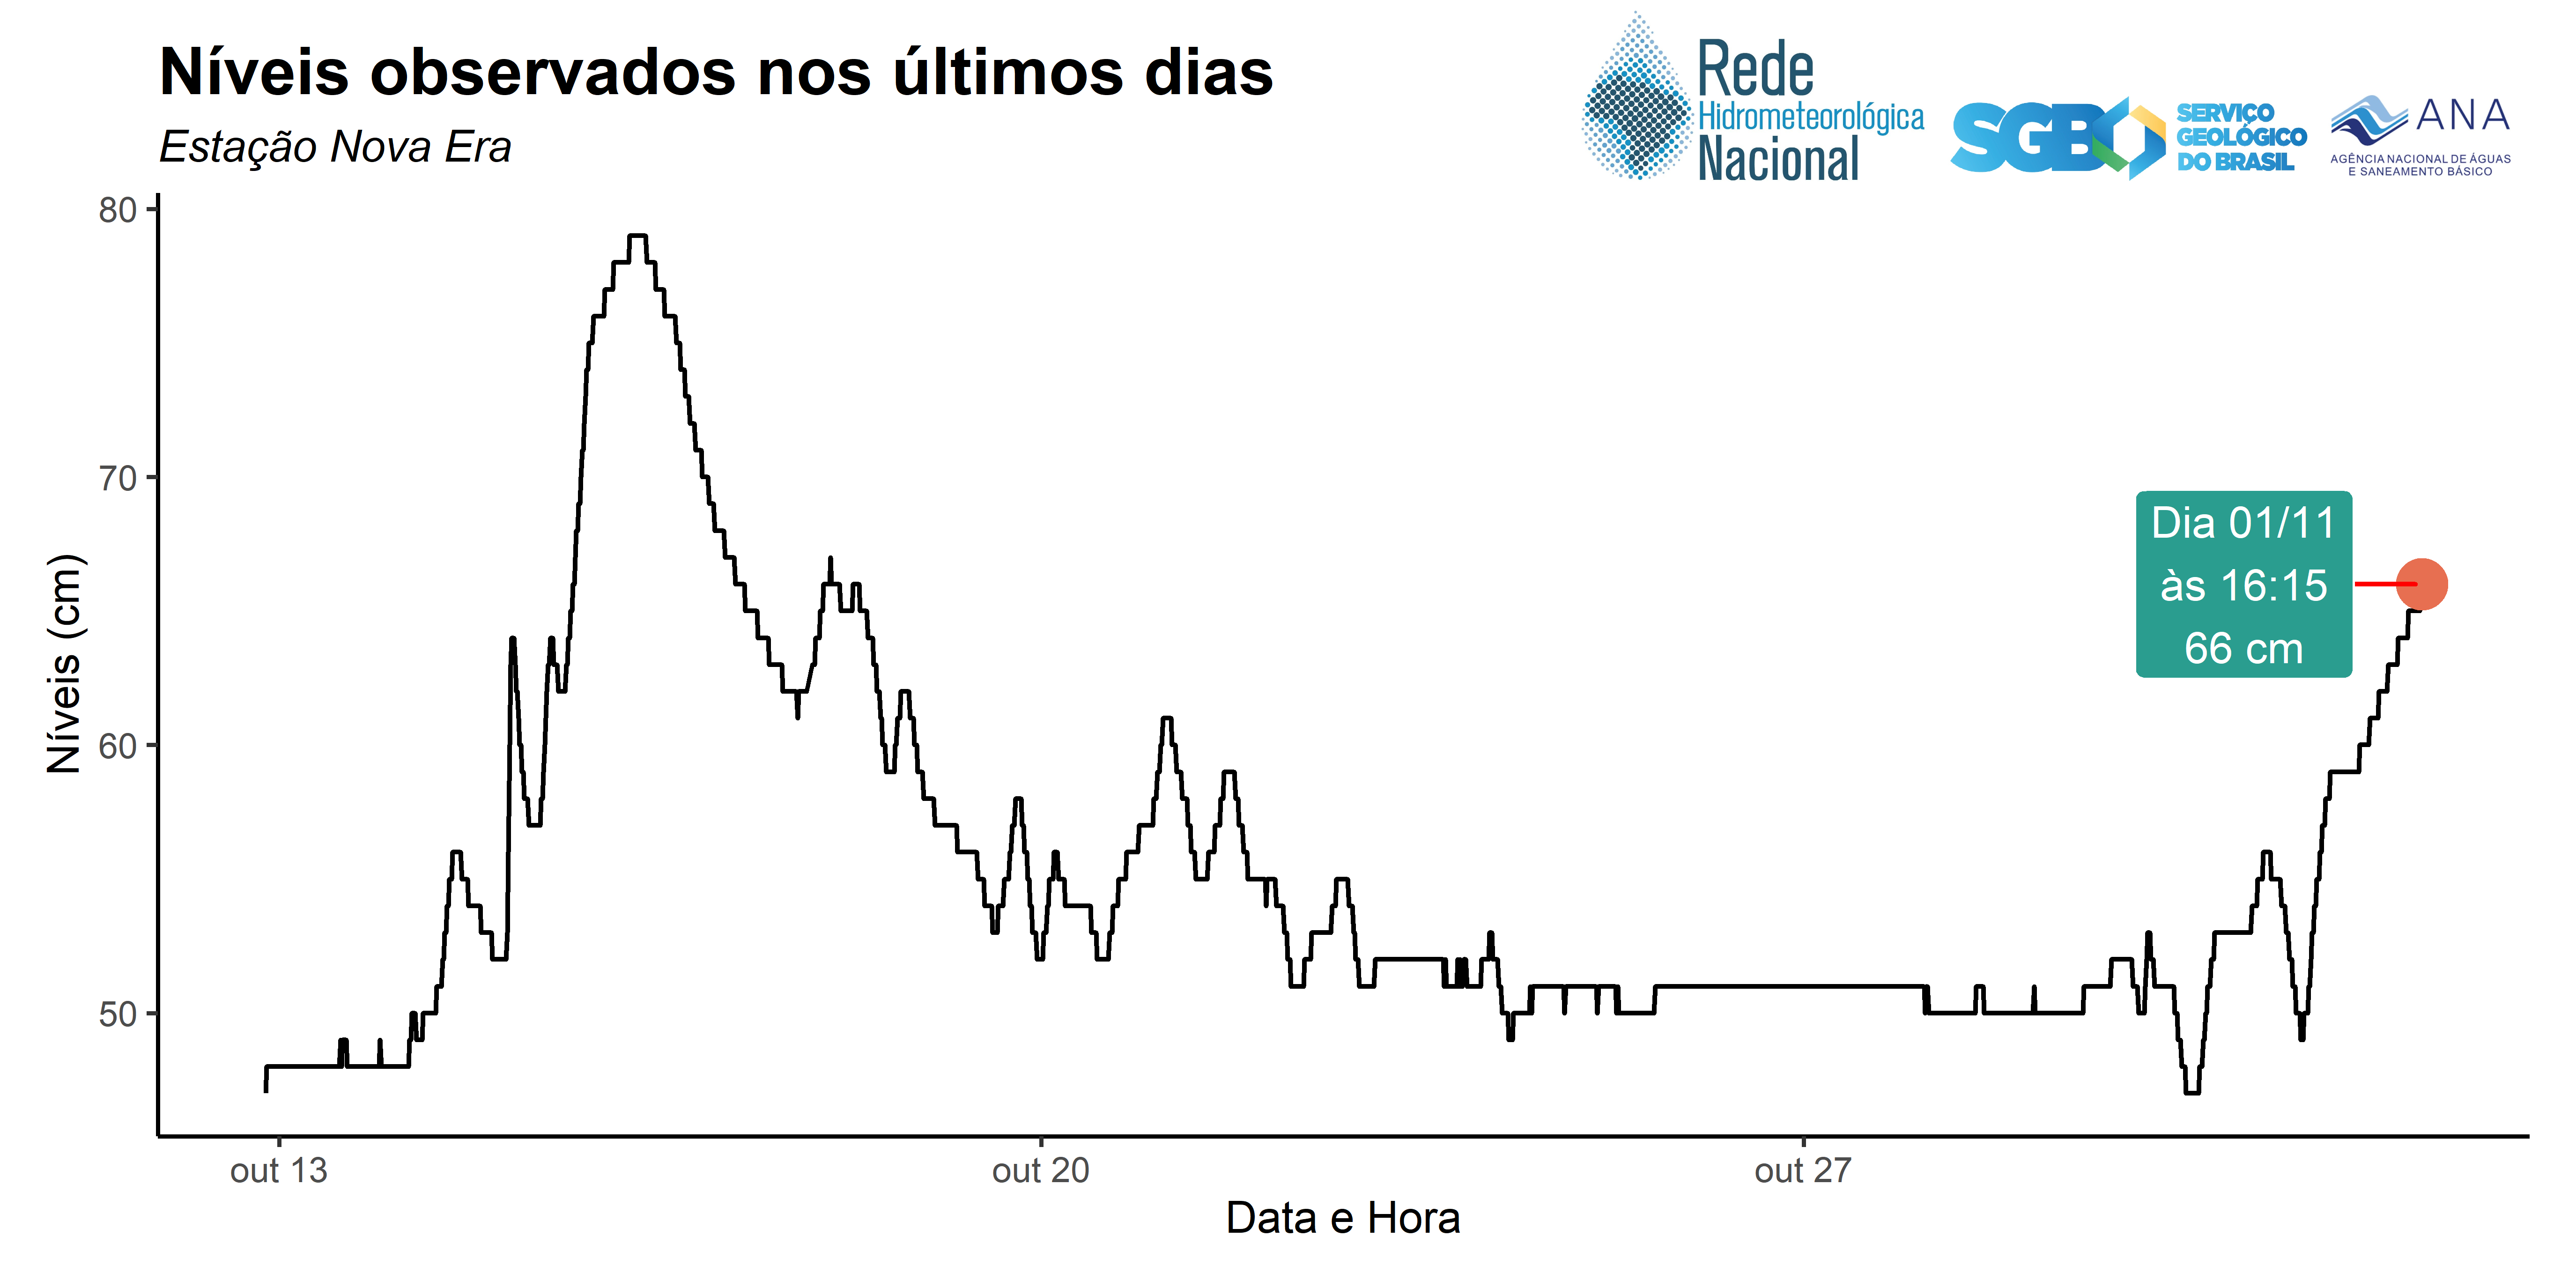 Níveis observados nos últimos dias
Estação Nova Era
Rede
Hidrometeorológica
Nacional
SGB
SERVIÇO
GEOLÓGICO
DO BRASIL
ANA
AGÊNCIA NACIONAL DE ÁGUAS
E SANEAMENTO BÁSICO
Níveis (cm)
80
70
60
50
Dia 01/11
às 16:15
66 cm
out 13
out 20
out 27
Data e Hora